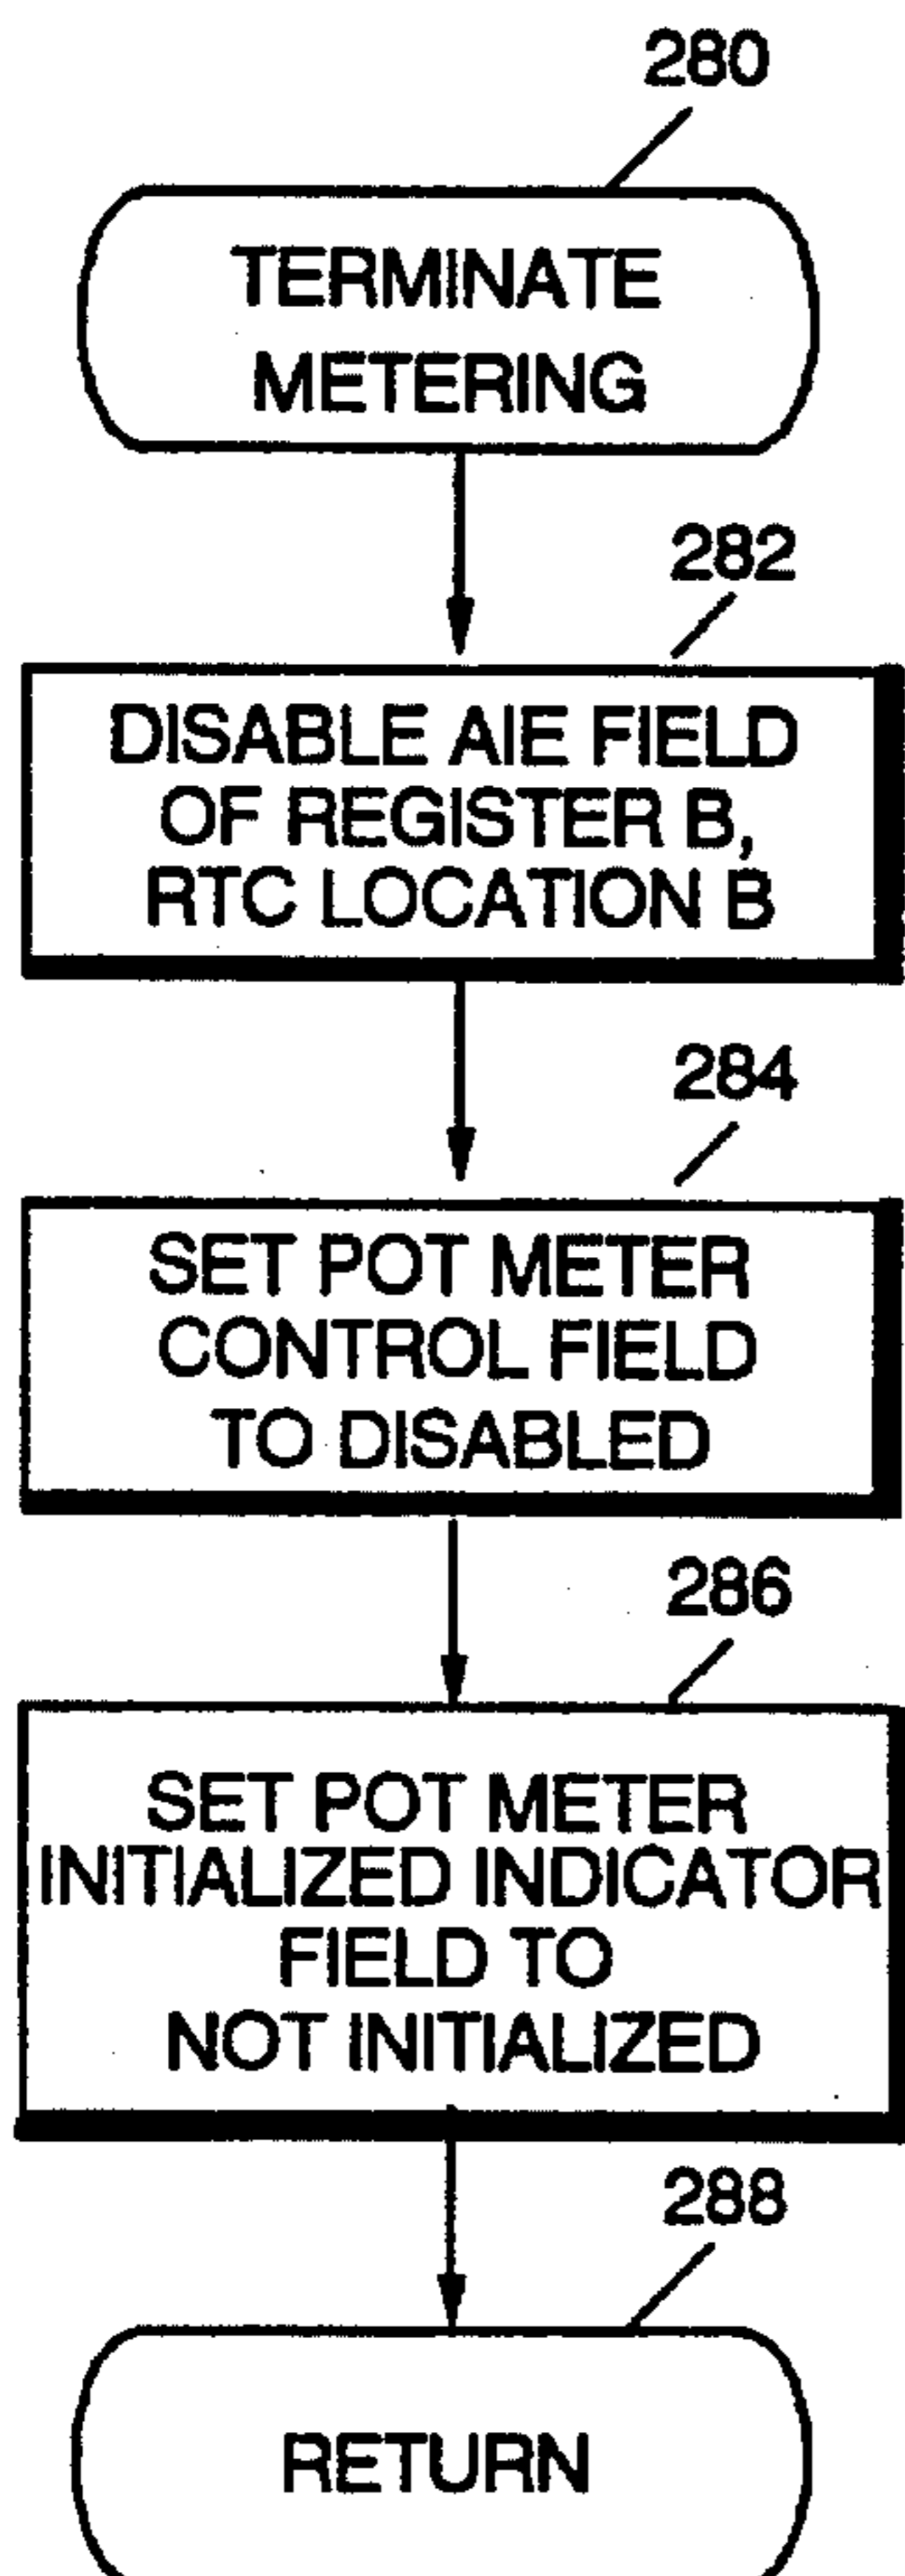 280
TERMINATE
METERING
282
DISABLE AIE FIELD
OF REGISTER B,
RTC LOCATION B
284
SET POT METER
CONTROL FIELD
TO DISABLED
286
SET POT METER
INITIALIZED INDICATOR
FIELD TO
NOT INITIALIZED
288
RETURN